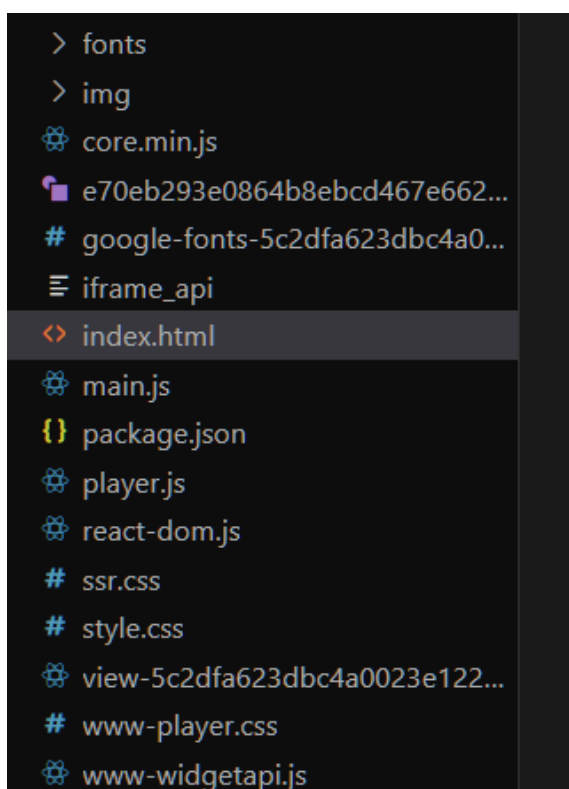 fonts
img
core.min.js
e70eb293e0864b8ebcd467e662...
google-fonts-5c2dfa623dbc4a0...
iframe_api
index.html
main.js
package.json
player.js
react-dom.js
ssr.css
style.css
view-5c2dfa623dbc4a0023e122...
www-player.css
www-widgetapi.js